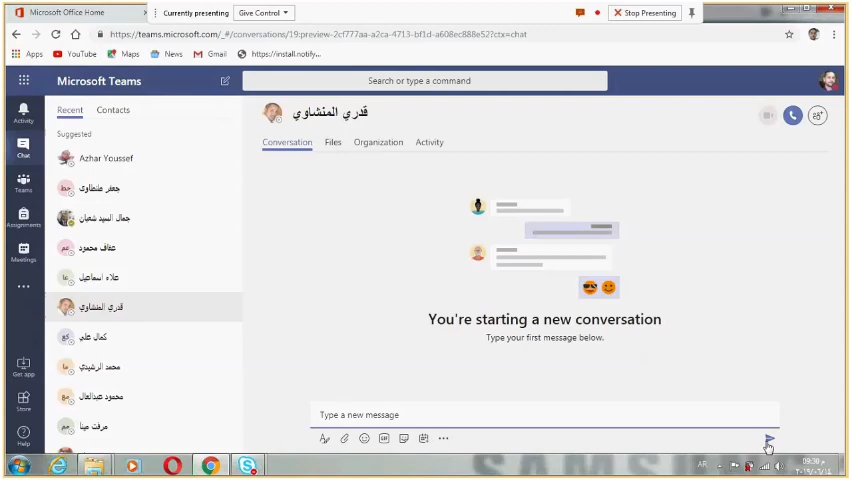 Microsoft Office Home
Currently presenting
Give Control
Stop Presenting
https://teams.microsoft.com/_#/conversations/19:preview-2cf777aa-a2ca-4713-bf1d-a608ec888e52?ctx=chat
Apps
YouTube
Maps
News
Gmail
https://install.notify...
Microsoft Teams
Search or type a command
Activity
Chat
Teams
Assignments
Meetings
Get app
Store
Help
Recent
Contacts
Suggested
Azhar Youssef
جعفر طنطاوى
جمال السيد شعبان
عفاف محمود
علاء اسماعيل
قدري المنشاوي
كمال علي
محمد الرشيدي
محمود عبدالعال
مرفت مينا
قدري المنشاوي
Conversation
Files
Organization
Activity
You're starting a new conversation
Type your first message below.
Type a new message
AR
09:30 م
٢٠١٩/٠٦/١٤